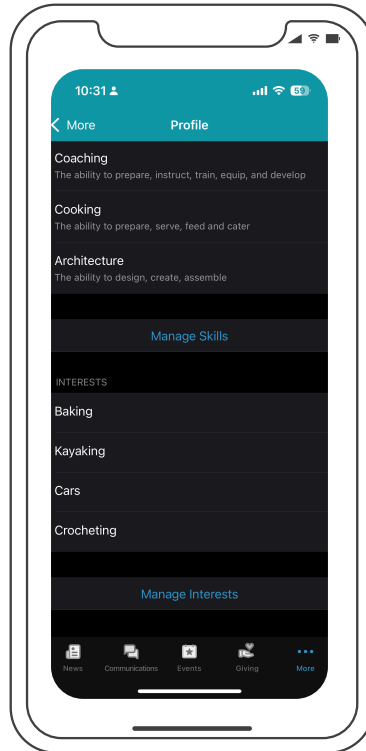 10:31
59
More
Profile
Coaching
The ability to prepare, instruct, train, equip, and develop
Cooking
The ability to prepare, serve, feed and cater
Architecture
The ability to design, create, assemble
Manage Skills
INTERESTS
Baking
Kayaking
Cars
Crocheting
Manage Interests
News Communications Events Giving More